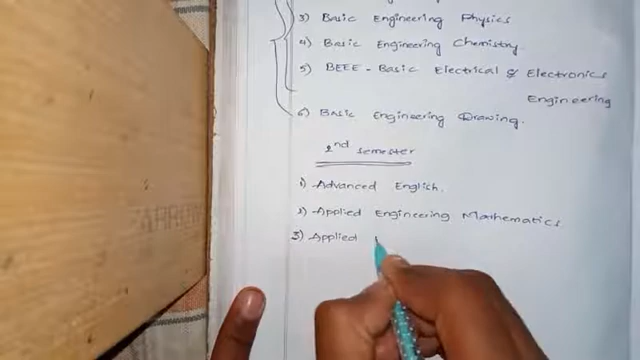 3) Basic Engineering Physics
4) Basic Engineering Chemistry
5) BEEE - Basic Electrical & Electronics
Engineering
6) Basic Engineering Drawing.
2nd semester
1) Advanced English.
2) Applied Engineering Mathematics
3) Applied